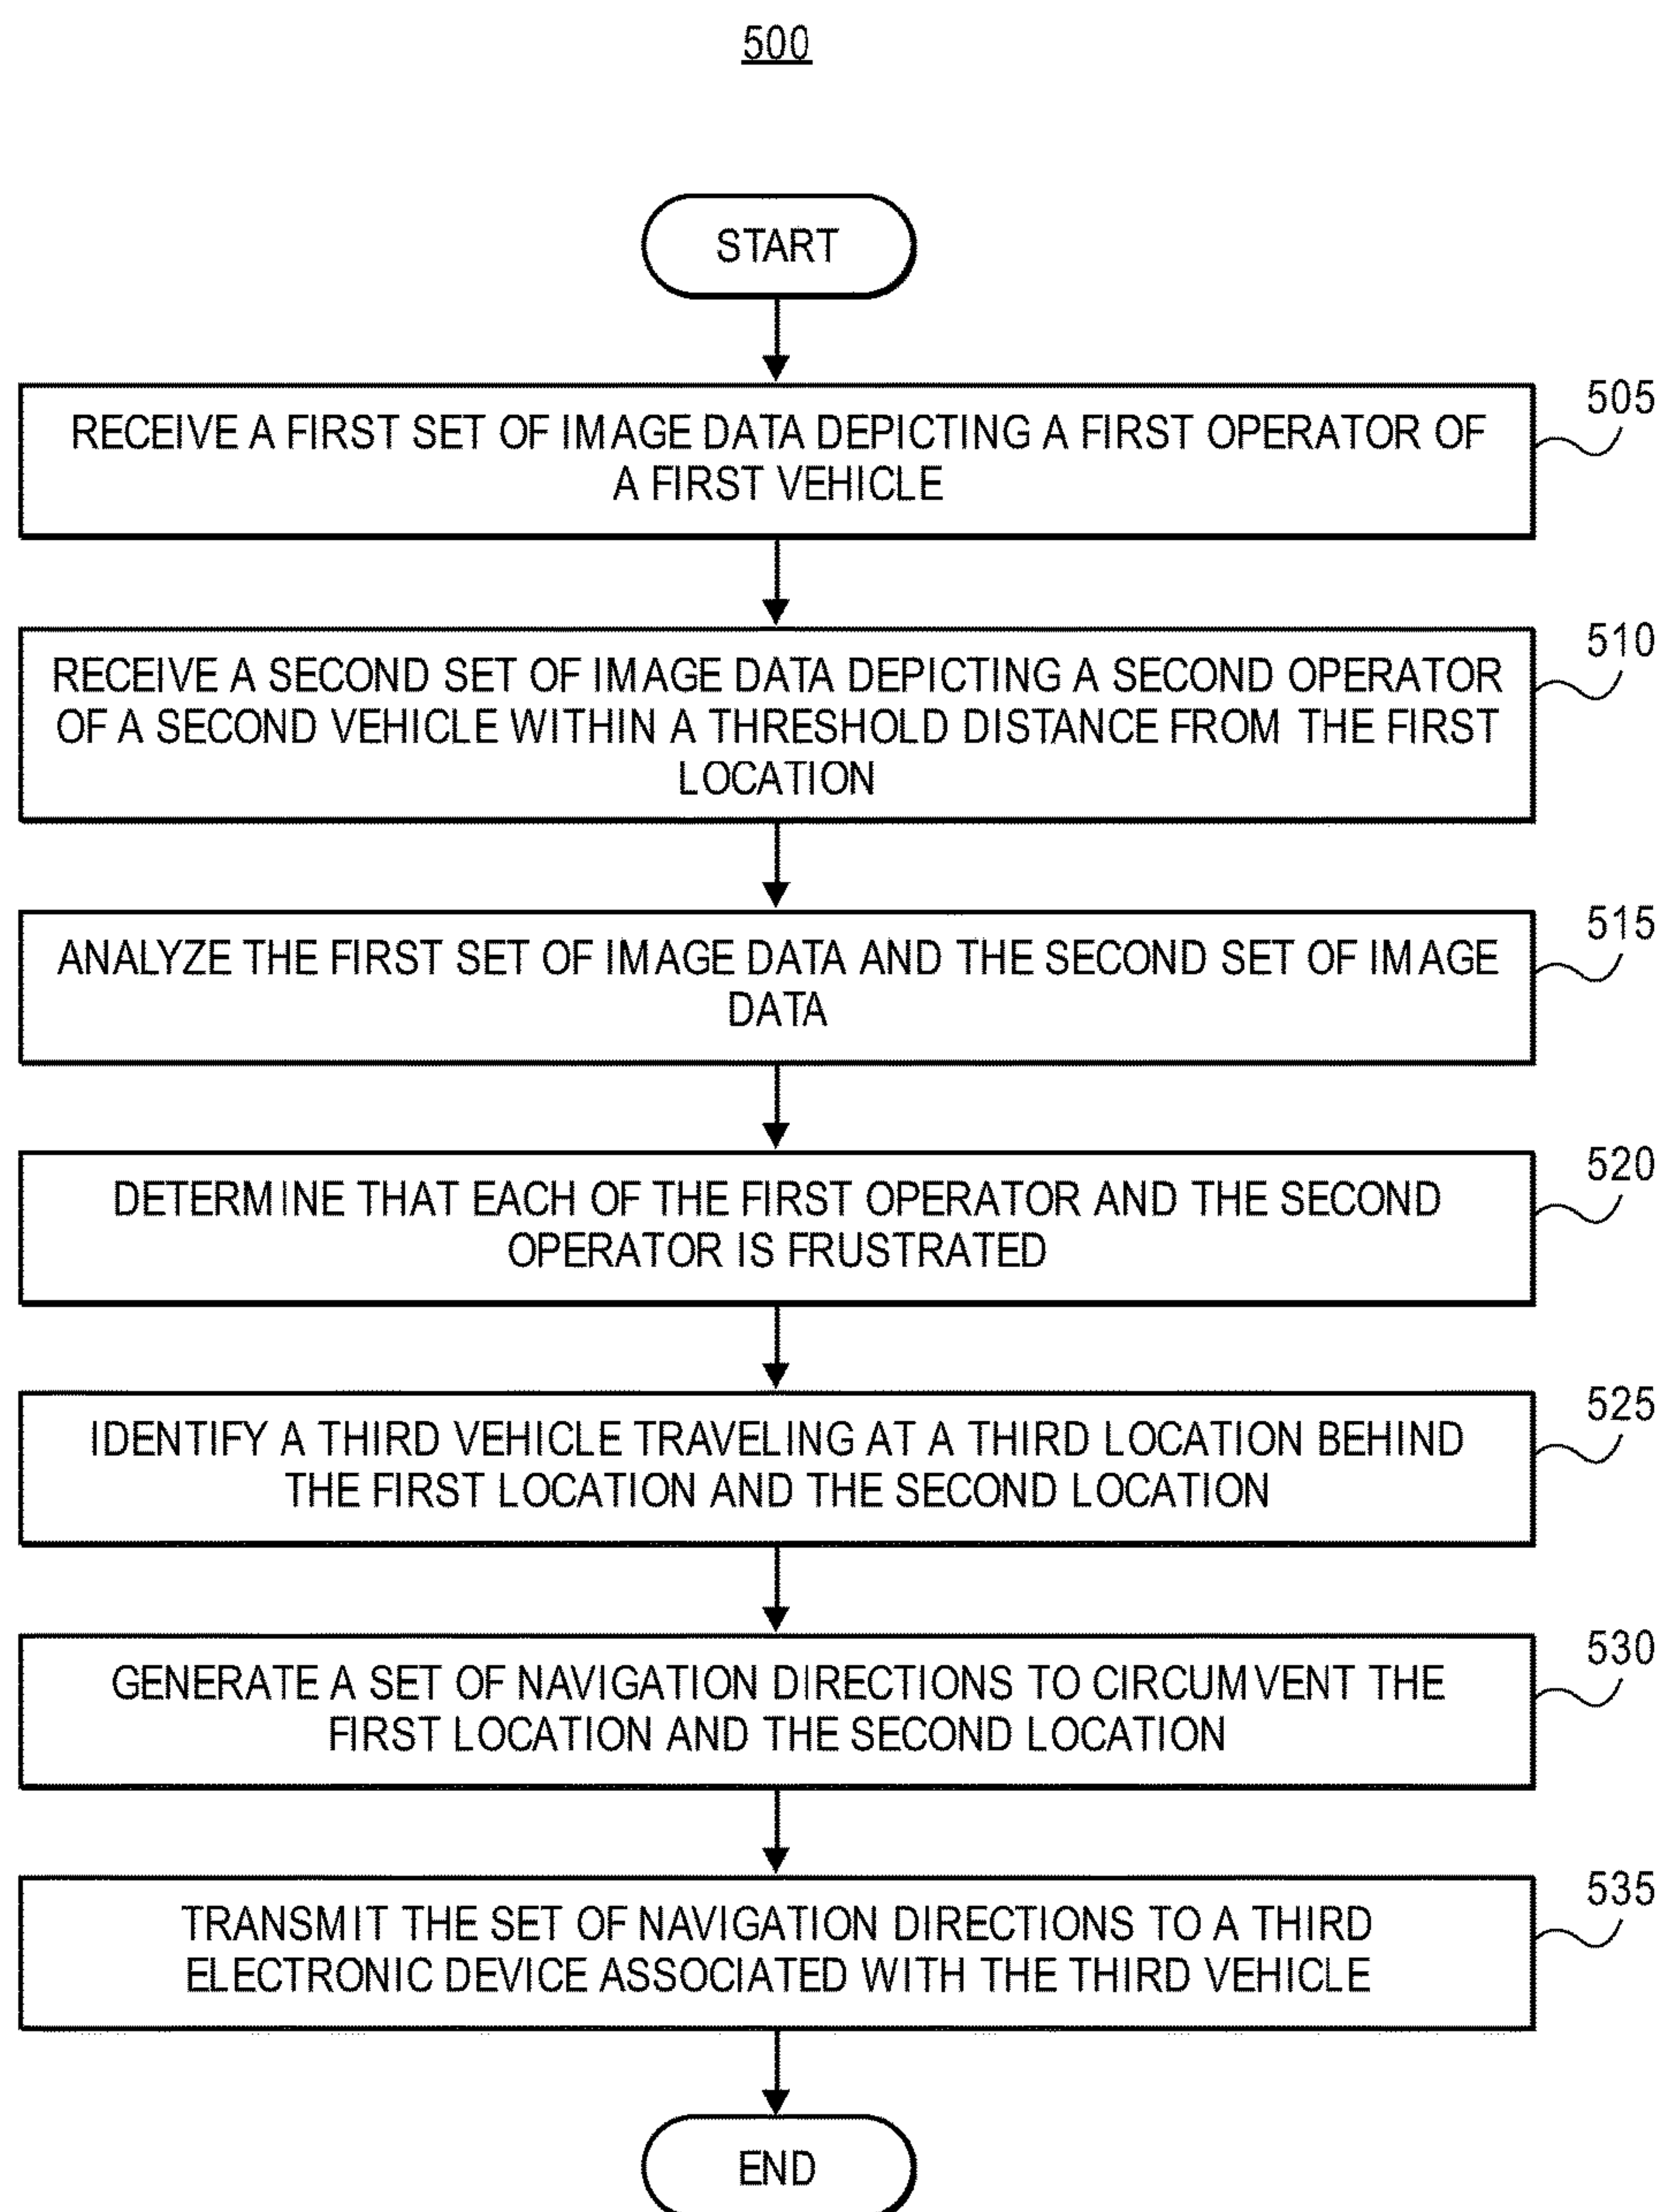 500
START
RECEIVE A FIRST SET OF IMAGE DATA DEPICTING A FIRST OPERATOR OF
A FIRST VEHICLE
505
RECEIVE A SECOND SET OF IMAGE DATA DEPICTING A SECOND OPERATOR
OF A SECOND VEHICLE WITHIN A THRESHOLD DISTANCE FROM THE FIRST
LOCATION
510
ANALYZE THE FIRST SET OF IMAGE DATA AND THE SECOND SET OF IMAGE
DATA
515
DETERMINE THAT EACH OF THE FIRST OPERATOR AND THE SECOND
OPERATOR IS FRUSTRATED
520
IDENTIFY A THIRD VEHICLE TRAVELING AT A THIRD LOCATION BEHIND
THE FIRST LOCATION AND THE SECOND LOCATION
525
GENERATE A SET OF NAVIGATION DIRECTIONS TO CIRCUMVENT THE
FIRST LOCATION AND THE SECOND LOCATION
530
TRANSMIT THE SET OF NAVIGATION DIRECTIONS TO A THIRD
ELECTRONIC DEVICE ASSOCIATED WITH THE THIRD VEHICLE
535
END